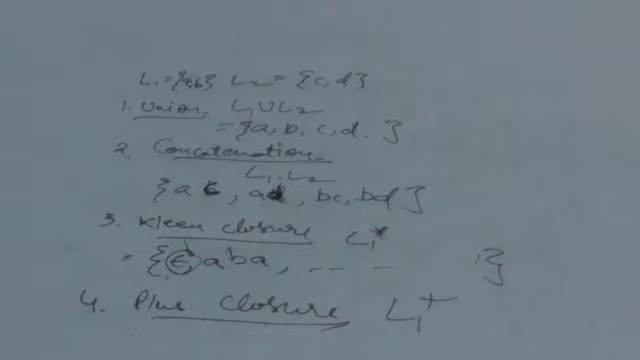 L₁={a,b} L₂ = {c,d}
1. Union. L₁∪L₂
= {a, b, c, d. }
2. Concatenation
L₁.L₂
{ac, ad, bc, bd}
3. Kleen closure L₁*
= {ϵ, aba, -- - }
4. Plus closure L₁⁺